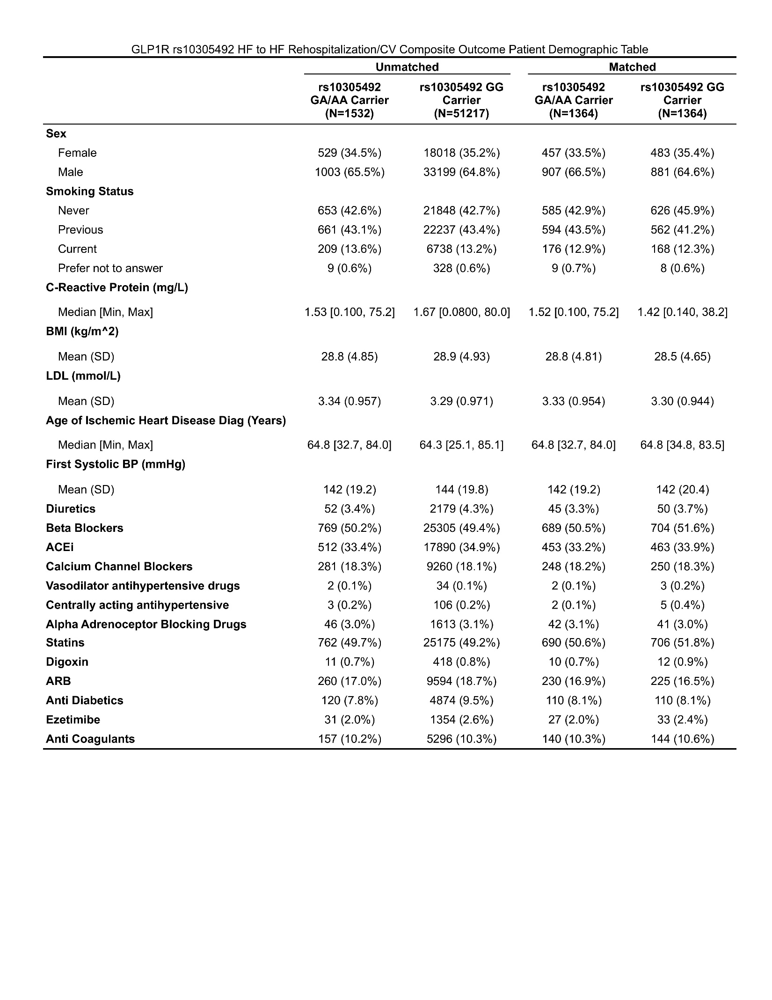 GLP1R rs10305492 HF to HF Rehospitalization/CV Composite Outcome Patient Demographic Table
Unmatched Matched
rs10305492 rs10305492 GG rs10305492 rs10305492 GG
GA/AA Carrier Carrier GA/AA Carrier Carrier
(N=1532) (N=51217) (N=1364) (N=1364)
Sex
Female 529 (34.5%) 18018 (35.2%) 457 (33.5%) 483 (35.4%)
Male 1003 (65.5%) 33199 (64.8%) 907 (66.5%) 881 (64.6%)
Smoking Status
Never 653 (42.6%) 21848 (42.7%) 585 (42.9%) 626 (45.9%)
Previous 661 (43.1%) 22237 (43.4%) 594 (43.5%) 562 (41.2%)
Current 209 (13.6%) 6738 (13.2%) 176 (12.9%) 168 (12.3%)
Prefer not to answer 9 (0.6%) 328 (0.6%) 9 (0.7%) 8 (0.6%)
C-Reactive Protein (mg/L)
Median [Min, Max] 1.53 [0.100, 75.2] 1.67 [0.0800, 80.0] 1.52 [0.100, 75.2] 1.42 [0.140, 38.2]
BMI (kg/m^2)
Mean (SD) 28.8 (4.85) 28.9 (4.93) 28.8 (4.81) 28.5 (4.65)
LDL (mmol/L)
Mean (SD) 3.34 (0.957) 3.29 (0.971) 3.33 (0.954) 3.30 (0.944)
Age of Ischemic Heart Disease Diag (Years)
Median [Min, Max] 64.8 [32.7, 84.0] 64.3 [25.1, 85.1] 64.8 [32.7, 84.0] 64.8 [34.8, 83.5]
First Systolic BP (mmHg)
Mean (SD) 142 (19.2) 144 (19.8) 142 (19.2) 142 (20.4)
Diuretics 52 (3.4%) 2179 (4.3%) 45 (3.3%) 50 (3.7%)
Beta Blockers 769 (50.2%) 25305 (49.4%) 689 (50.5%) 704 (51.6%)
ACEi 512 (33.4%) 17890 (34.9%) 453 (33.2%) 463 (33.9%)
Calcium Channel Blockers 281 (18.3%) 9260 (18.1%) 248 (18.2%) 250 (18.3%)
Vasodilator antihypertensive drugs 2 (0.1%) 34 (0.1%) 2 (0.1%) 3 (0.2%)
Centrally acting antihypertensive 3 (0.2%) 106 (0.2%) 2 (0.1%) 5 (0.4%)
Alpha Adrenoceptor Blocking Drugs 46 (3.0%) 1613 (3.1%) 42 (3.1%) 41 (3.0%)
Statins 762 (49.7%) 25175 (49.2%) 690 (50.6%) 706 (51.8%)
Digoxin 11 (0.7%) 418 (0.8%) 10 (0.7%) 12 (0.9%)
ARB 260 (17.0%) 9594 (18.7%) 230 (16.9%) 225 (16.5%)
Anti Diabetics 120 (7.8%) 4874 (9.5%) 110 (8.1%) 110 (8.1%)
Ezetimibe 31 (2.0%) 1354 (2.6%) 27 (2.0%) 33 (2.4%)
Anti Coagulants 157 (10.2%) 5296 (10.3%) 140 (10.3%) 144 (10.6%)